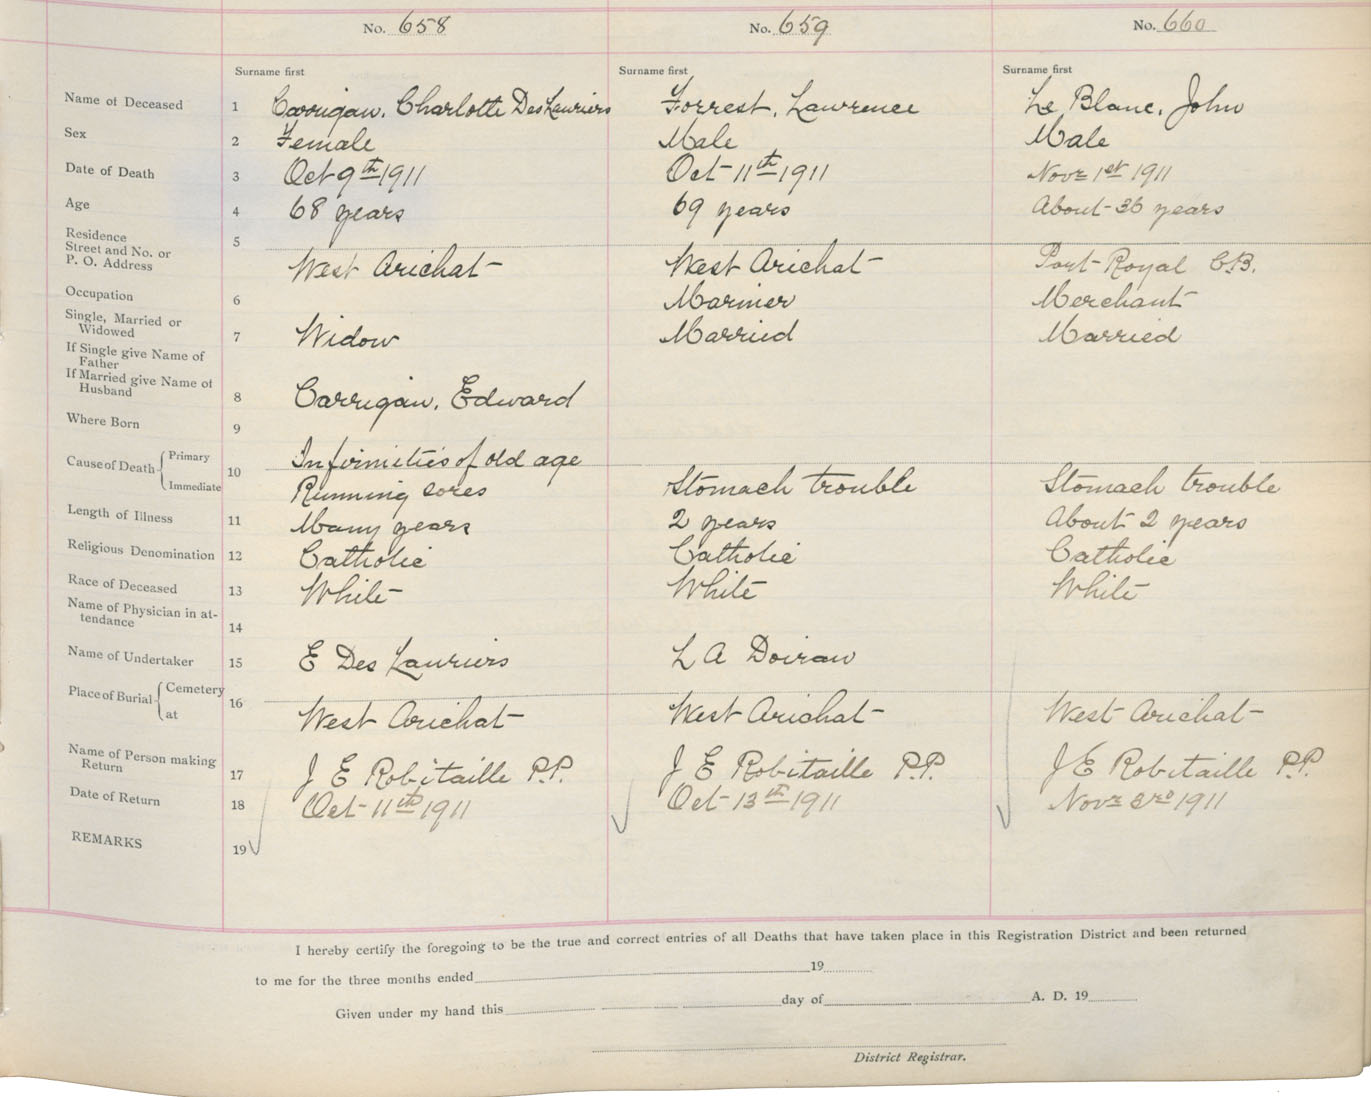 No. 658 No. 659 No. 660
Surname first Surname first Surname first
Name of Deceased 1 Carrigan, Charlotte DesLauriers Forrest, Lawrence Le Blanc, John
Sex 2 Female Male Male
Date of Death 3 Oct 9th 1911 Oct 11th 1911 Nov= 1st 1911
Age 4 68 years 69 years About 36 years
Residence
Street and No. or 5
P. O. Address West Arichat West Arichat Port Royal C.B.
Occupation 6 Mariner Merchant
Single, Married or
Widowed 7 Widow Married Married
If Single give Name of
Father
If Married give Name of
Husband 8 Carrigan, Edward
Where Born 9
Cause of Death Primary 10 Infirmities of old age
Immediate Running sores Stomach trouble Stomach trouble
Length of Illness 11 Many years 2 years About 2 years
Religious Denomination 12 Catholic Catholic Catholic
Race of Deceased 13 White White White
Name of Physician in at-
tendance 14
Name of Undertaker 15 E Des Lauriers L A Doiran
Place of Burial Cemetery 16
at West Arichat West Arichat West Arichat
Name of Person making
Return 17 J E Robitaille P.P. J E Robitaille P.P. J E Robitaille P.P.
Date of Return 18 Oct 11th 1911 Oct 13th 1911 Nov= 3rd 1911
REMARKS 19
I hereby certify the foregoing to be the true and correct entries of all Deaths that have taken place in this Registration District and been returned
to me for the three months ended 19
Given under my hand this day of A. D. 19
District Registrar.